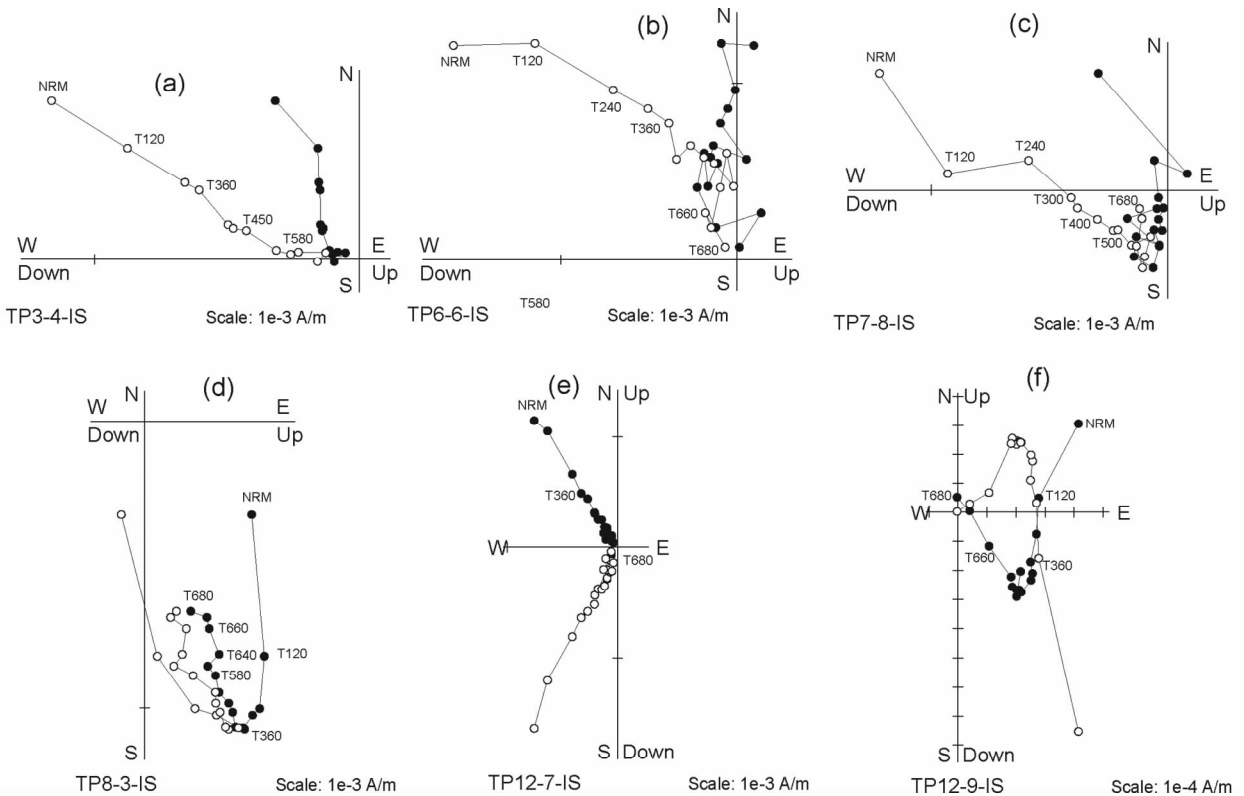 (a)
N
NRM
T120
T360
T450
T580
W
E
Down
Up
S
TP3-4-IS
Scale: 1e-3 A/m
(b)
N
NRM
T120
T240
T360
T660
T680
W
E
Down
Up
S
T580
TP6-6-IS
Scale: 1e-3 A/m
(c)
N
NRM
T120
T240
W
E
Down
Up
T300
T680
T400
T500
S
TP7-8-IS
Scale: 1e-3 A/m
(d)
N
W
E
Down
Up
NRM
T680
T660
T640
T120
T580
T360
S
TP8-3-IS
Scale: 1e-3 A/m
(e)
N Up
NRM
T360
W
E
T680
S Down
TP12-7-IS
Scale: 1e-3 A/m
(f)
N Up
NRM
T680
T120
W
E
T660
T360
S Down
TP12-9-IS
Scale: 1e-4 A/m